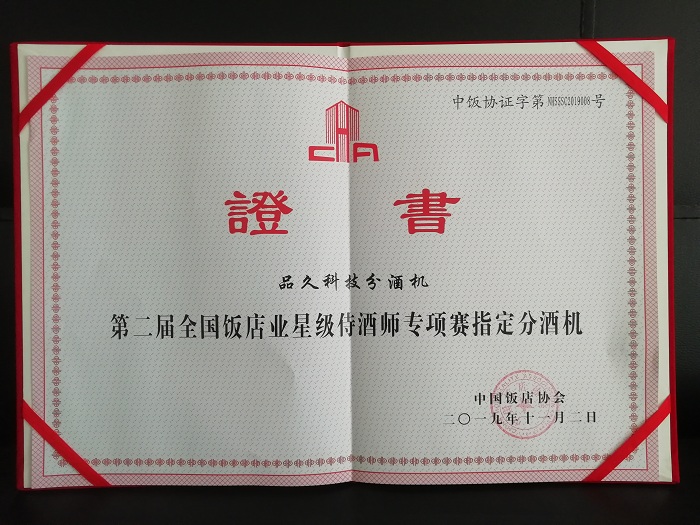 中饭协证字第NHSSSC2019008号
CHA
證 書
品久科技分酒机
第二届全国饭店业星级侍酒师专项赛指定分酒机
中国饭店协会
二〇一九年十一月二日